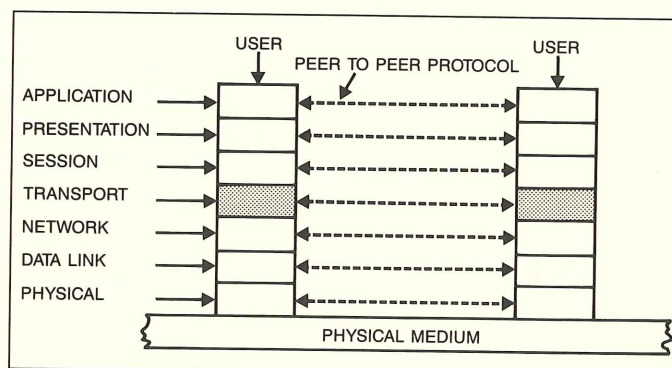 USER
USER
PEER TO PEER PROTOCOL
APPLICATION
PRESENTATION
SESSION
TRANSPORT
NETWORK
DATA LINK
PHYSICAL
PHYSICAL MEDIUM